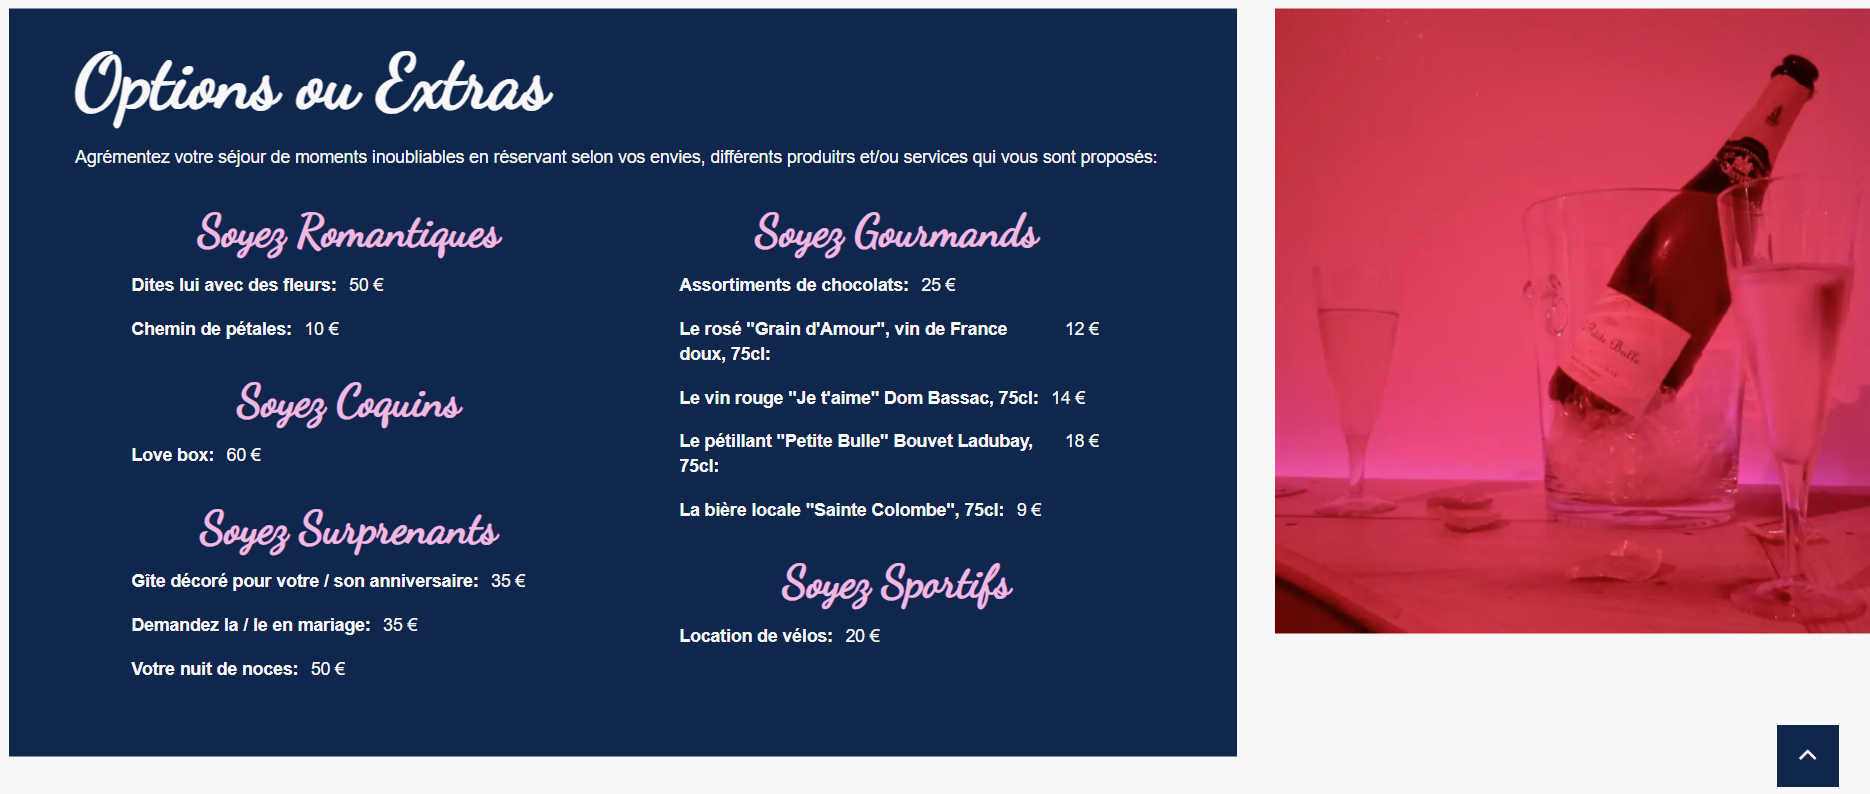 Options ou Extras
Agrémentez votre séjour de moments inoubliables en réservant selon vos envies, différents produitrs et/ou services qui vous sont proposés:
Soyez Romantiques
Dites lui avec des fleurs: 50 €
Chemin de pétales: 10 €
Soyez Coquins
Love box: 60 €
Soyez Surprenants
Gîte décoré pour votre / son anniversaire: 35 €
Demandez la / le en mariage: 35 €
Votre nuit de noces: 50 €
Soyez Gourmands
Assortiments de chocolats: 25 €
Le rosé "Grain d'Amour", vin de France 12 €
doux, 75cl:
Le vin rouge "Je t'aime" Dom Bassac, 75cl: 14 €
Le pétillant "Petite Bulle" Bouvet Ladubay, 18 €
75cl:
La bière locale "Sainte Colombe", 75cl: 9 €
Soyez Sportifs
Location de vélos: 20 €
Petite Bulle